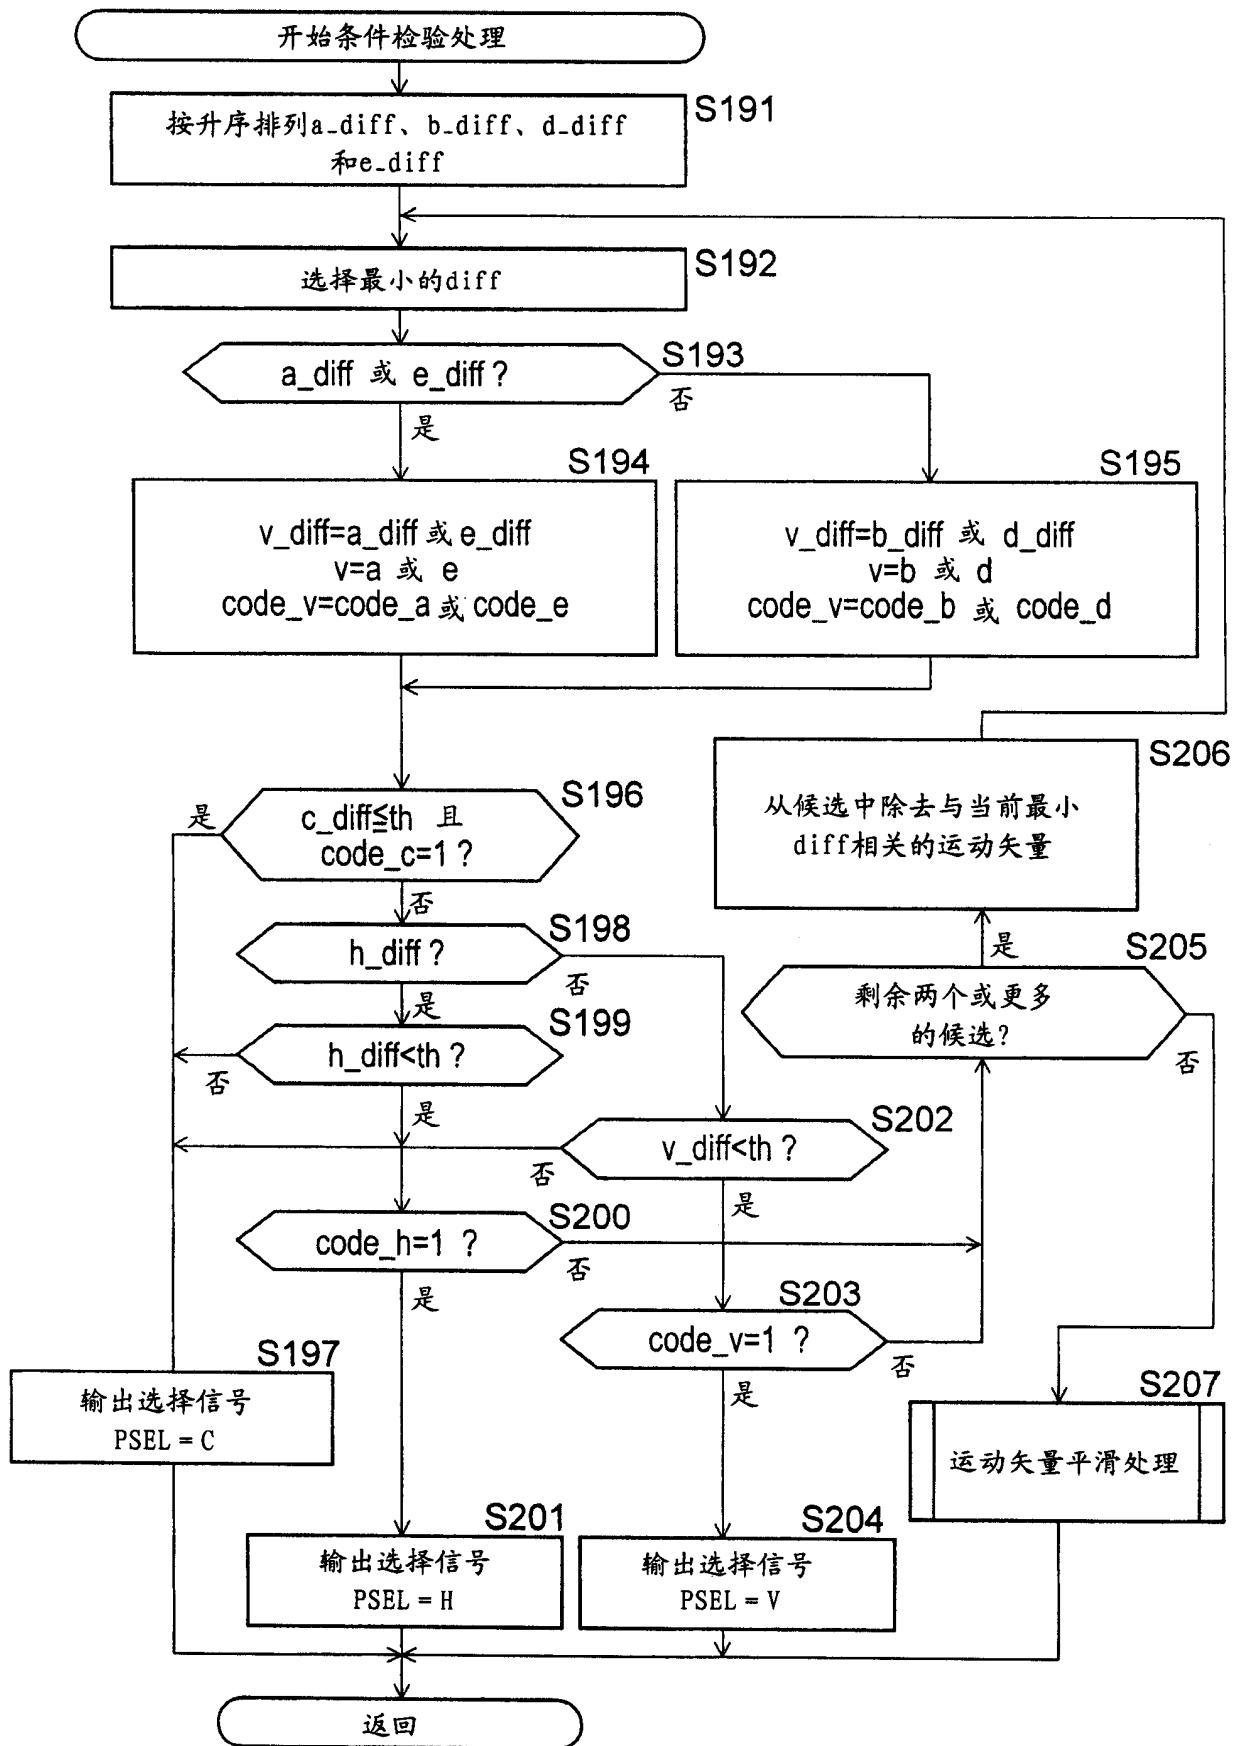 开始条件检验处理
S191
按升序排列a_diff、b_diff、d_diff
和e_diff
S192
选择最小的diff
S193
a_diff 或 e_diff?
否
是
S194
v_diff=a_diff 或 e_diff
v=a 或 e
code_v=code_a 或 code_e
S195
v_diff=b_diff 或 d_diff
v=b 或 d
code_v=code_b 或 code_d
S206
从候选中除去与当前最小
diff相关的运动矢量
S196
是
c_diff≦th 且
code_c=1?
否
S198
h_diff?
否
是
S205
是
剩余两个或更多
的候选?
否
S199
h_diff<th?
否
是
S202
v_diff<th?
否
是
S200
code_h=1 ?
否
是
S203
code_v=1 ?
否
是
S197
输出选择信号
PSEL = C
S207
运动矢量平滑处理
S201
输出选择信号
PSEL = H
S204
输出选择信号
PSEL = V
返回